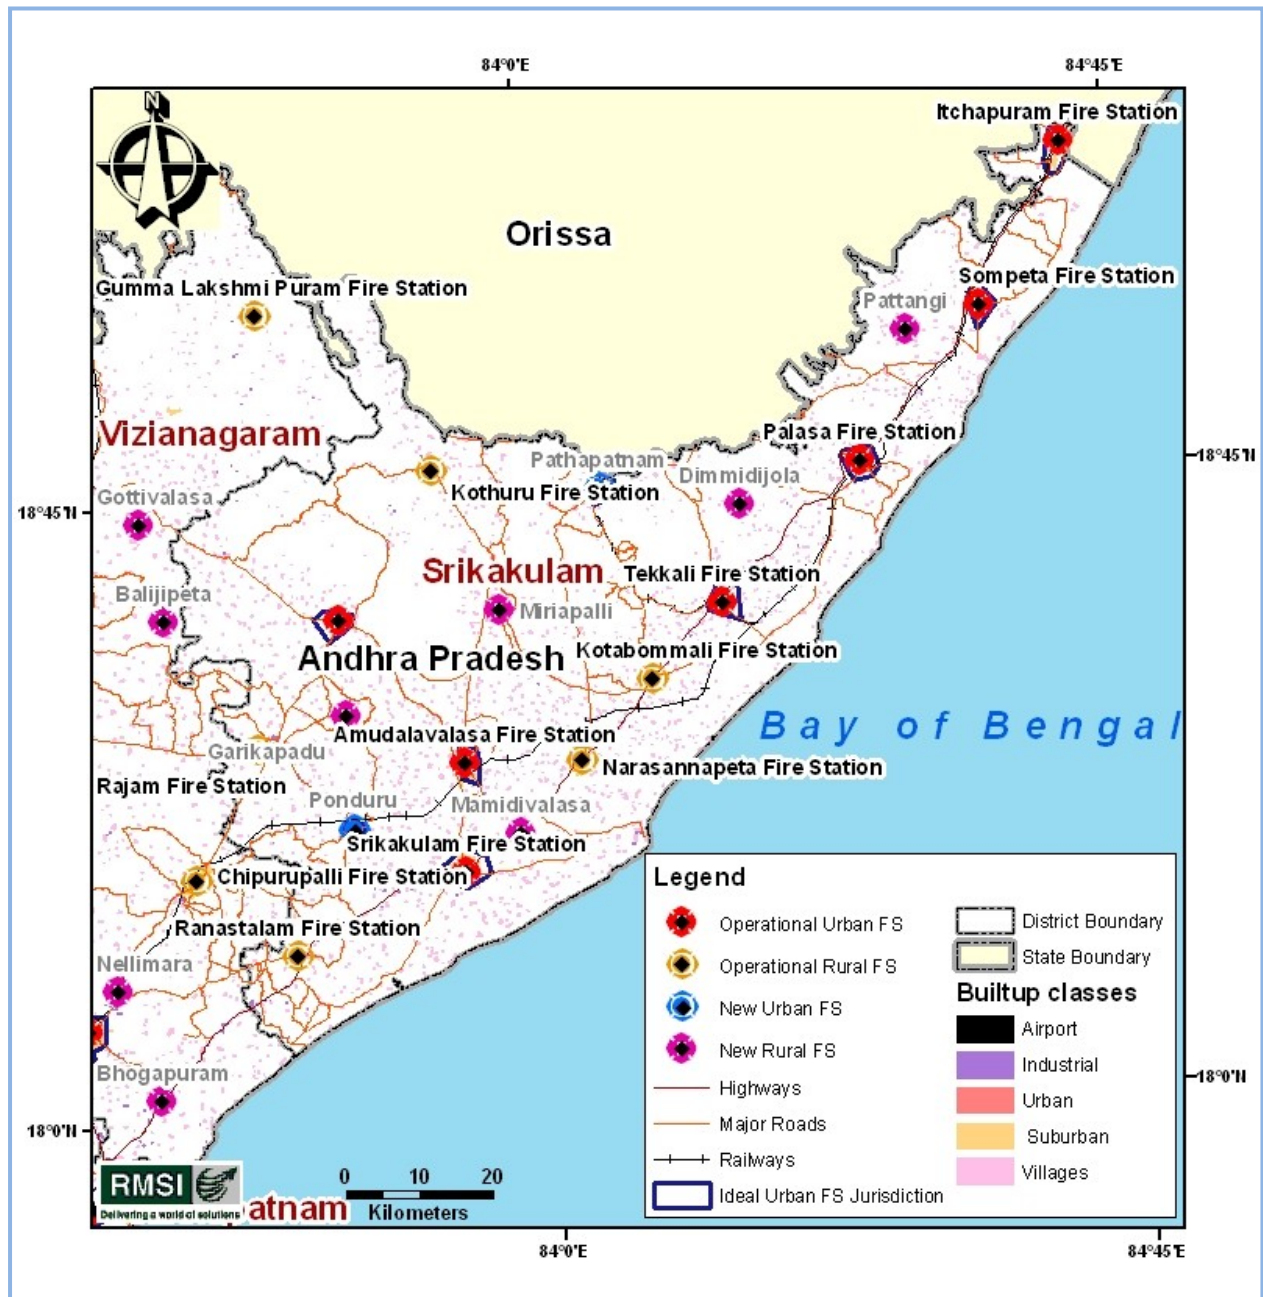 84°0'E
84°45'E
N
Itchapuram Fire Station
Orissa
Sompeta Fire Station
Gumma Lakshmi Puram Fire Station
Pattangi
Vizianagaram
Palasa Fire Station
Pathapatnam
Dimmidijola
18°45'N
Kothuru Fire Station
Gottivalasa
18°45'N
Srikakulam
Tekkali Fire Station
Balijipeta
Miriapalli
Kotabommali Fire Station
Andhra Pradesh
Bay of Bengal
Amudalavalasa Fire Station
Garikapadu
Narasannapeta Fire Station
Rajam Fire Station
Ponduru
Mamidivalasa
Srikakulam Fire Station
Chipurupalli Fire Station
Ranastalam Fire Station
Nellimara
Bhogapuram
18°0'N
18°0'N
Legend
Operational Urban FS
Operational Rural FS
New Urban FS
New Rural FS
Highways
Major Roads
Railways
Ideal Urban FS Jurisdiction
District Boundary
State Boundary
Builtup classes
Airport
Industrial
Urban
Suburban
Villages
RMSI
Delivering a world of solutions
patnam
0 10 20
Kilometers
84°0'E
84°45'E